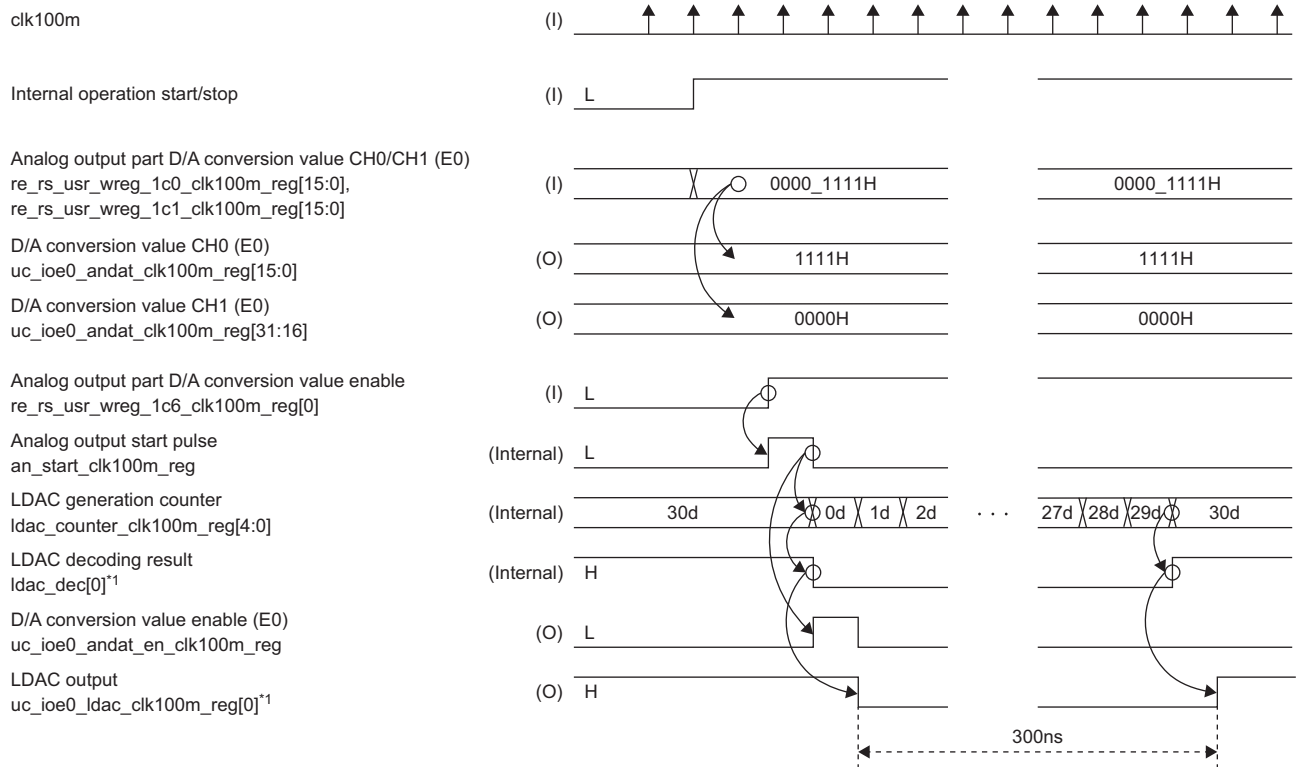 clk100m (I)
Internal operation start/stop (I) L
Analog output part D/A conversion value CH0/CH1 (E0)
re_rs_usr_wreg_1c0_clk100m_reg[15:0], (I) 0000_1111H 0000_1111H
re_rs_usr_wreg_1c1_clk100m_reg[15:0]
D/A conversion value CH0 (E0)
uc_ioe0_andat_clk100m_reg[15:0] (O) 1111H 1111H
D/A conversion value CH1 (E0)
uc_ioe0_andat_clk100m_reg[31:16] (O) 0000H 0000H
Analog output part D/A conversion value enable
re_rs_usr_wreg_1c6_clk100m_reg[0] (I) L
Analog output start pulse
an_start_clk100m_reg (Internal) L
LDAC generation counter
ldac_counter_clk100m_reg[4:0] (Internal) 30d 0d 1d 2d · · · 27d 28d 29d 30d
LDAC decoding result
ldac_dec[0]*1 (Internal) H
D/A conversion value enable (E0)
uc_ioe0_andat_en_clk100m_reg (O) L
LDAC output
uc_ioe0_ldac_clk100m_reg[0]*1 (O) H
300ns